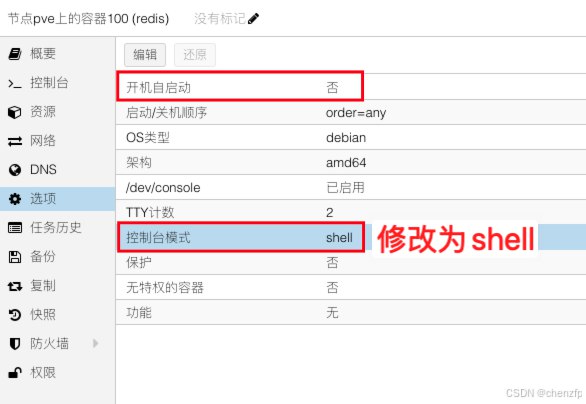 节点pve上的容器100 (redis) 没有标记
概要
控制台
资源
网络
DNS
选项
任务历史
备份
复制
快照
防火墙
权限
编辑 还原
开机自启动 否
启动/关机顺序 order=any
OS类型 debian
架构 amd64
/dev/console 已启用
TTY计数 2
控制台模式 shell
修改为 shell
保护 否
无特权的容器 否
功能 无
CSDN @chenzfp